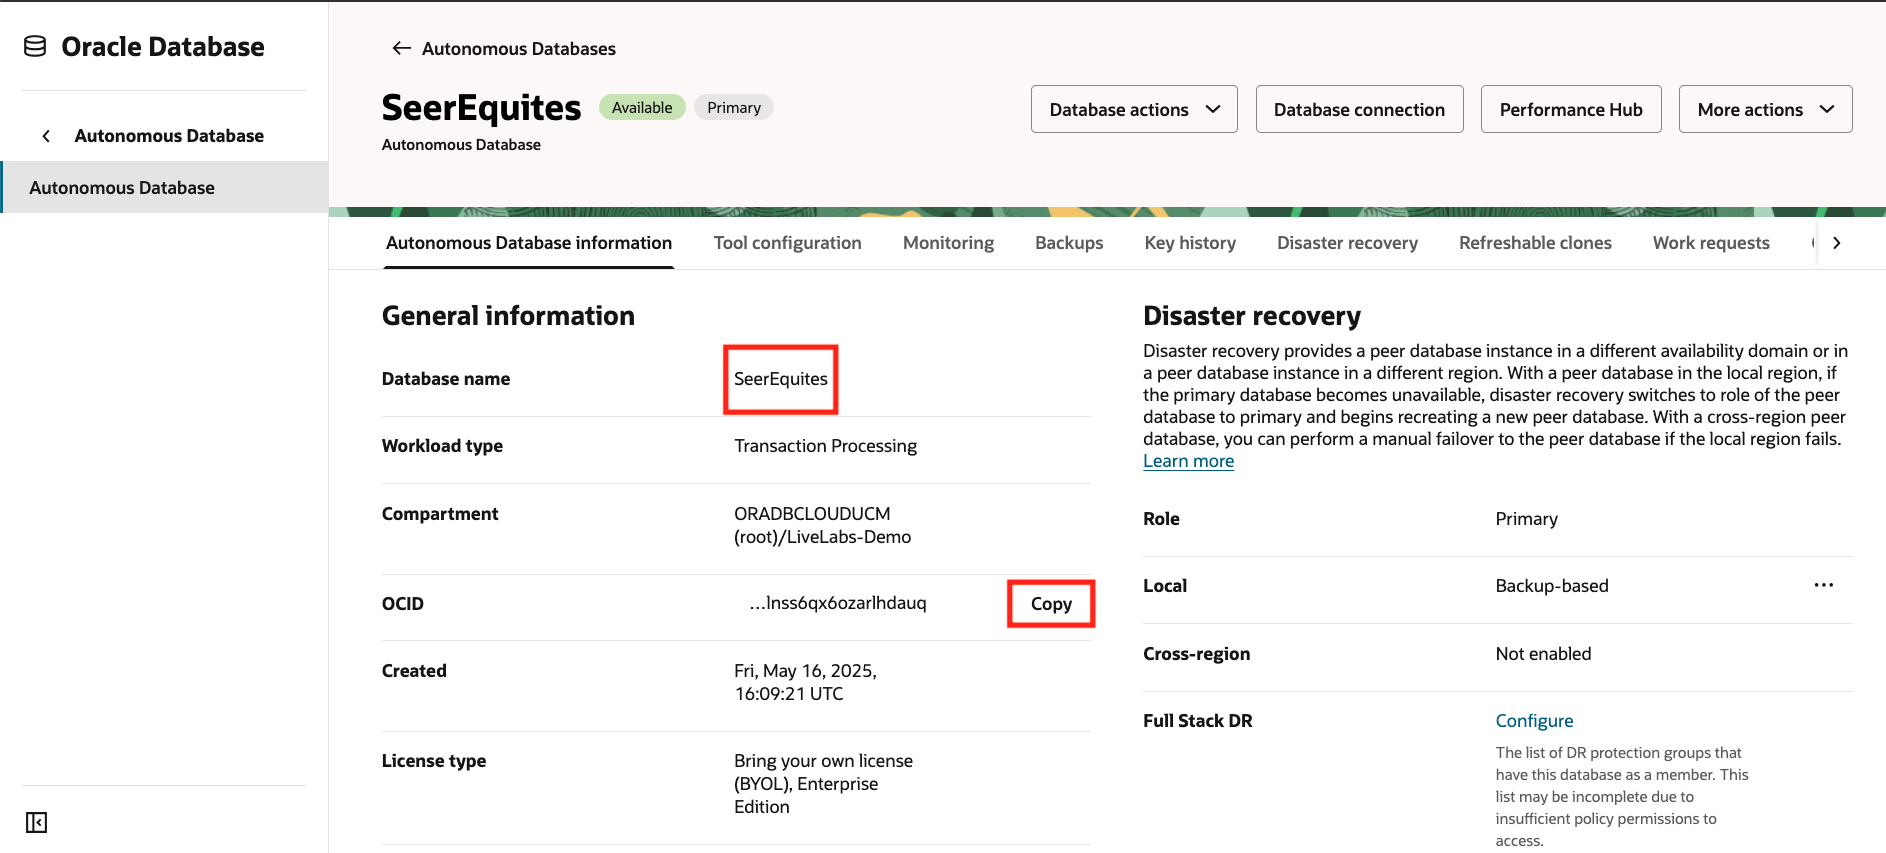 Oracle Database
Autonomous Database
Autonomous Database
Autonomous Databases
SeerEquites
Available
Primary
Autonomous Database
Database actions
Database connection
Performance Hub
More actions
Autonomous Database information
Tool configuration
Monitoring
Backups
Key history
Disaster recovery
Refreshable clones
Work requests
General information
Database name
SeerEquites
Workload type
Transaction Processing
Compartment
ORADBCLOUDUCM
(root)/LiveLabs-Demo
OCID
...lnss6qx6ozarlhdauq
Copy
Created
Fri, May 16, 2025,
16:09:21 UTC
License type
Bring your own license
(BYOL), Enterprise
Edition
Disaster recovery
Disaster recovery provides a peer database instance in a different availability domain or in
a peer database instance in a different region. With a peer database in the local region, if
the primary database becomes unavailable, disaster recovery switches to role of the peer
database to primary and begins recreating a new peer database. With a cross-region peer
database, you can perform a manual failover to the peer database if the local region fails.
Learn more
Role
Primary
Local
Backup-based
Cross-region
Not enabled
Full Stack DR
Configure
The list of DR protection groups that
have this database as a member. This
list may be incomplete due to
insufficient policy permissions to
access.